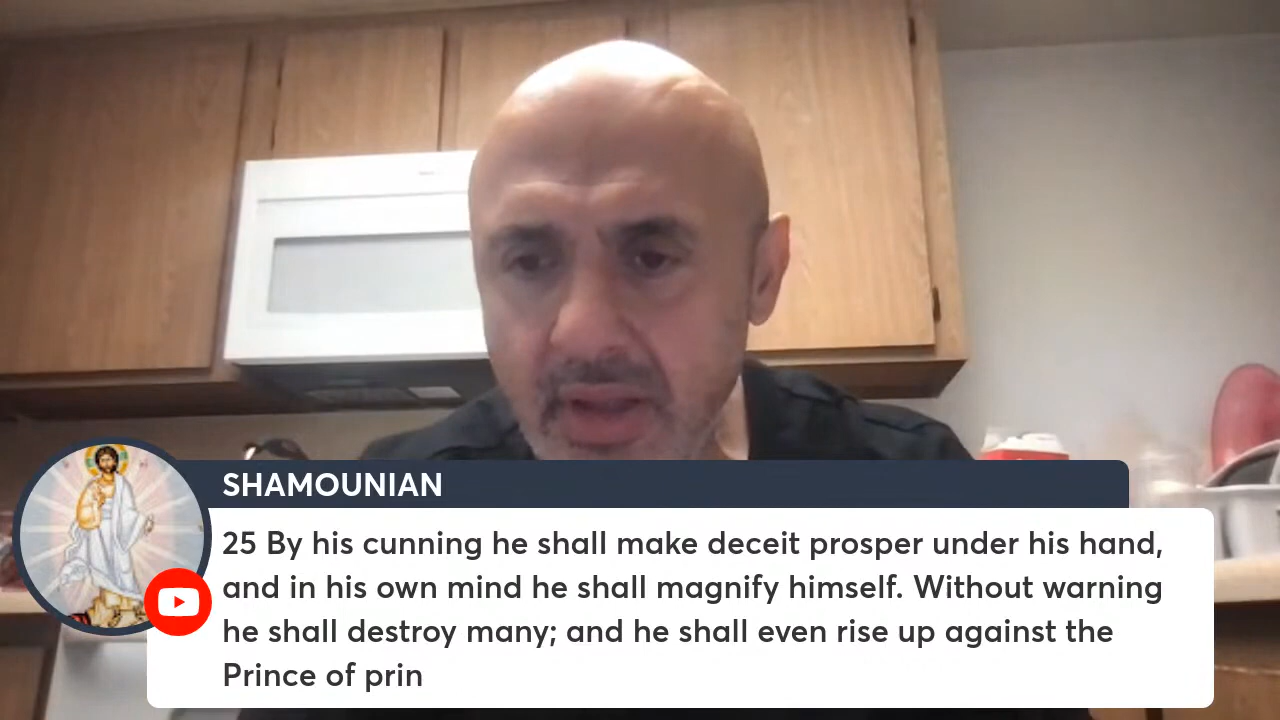 SHAMOUNIAN
25 By his cunning he shall make deceit prosper under his hand,
and in his own mind he shall magnify himself. Without warning
he shall destroy many; and he shall even rise up against the
Prince of prin